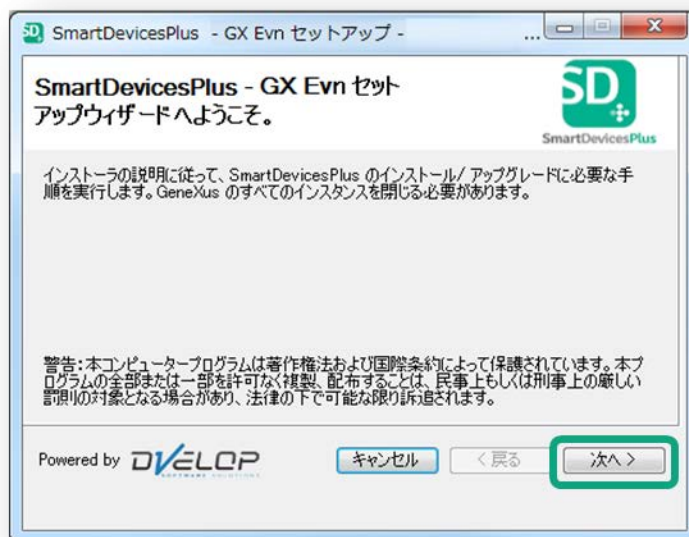 SmartDevicesPlus - GX Evn セットアップ - ...
SmartDevicesPlus - GX Evn セット
アップウィザードへようこそ。
SD
SmartDevicesPlus
インストーラの説明に従って、SmartDevicesPlus のインストール/アップグレードに必要な手
順を実行します。GeneXus のすべてのインスタンスを閉じる必要があります。
警告：本コンピュータープログラムは著作権法および国際条約によって保護されています。本プ
ログラムの全部または一部を許可なく複製、配布することは、民事上もしくは刑事上の厳しい
罰則の対象となる場合があり、法律の下で可能な限り訴追されます。
Powered by DVELOP
SOFTWARE SOLUTIONS
キャンセル
< 戻る
次へ >